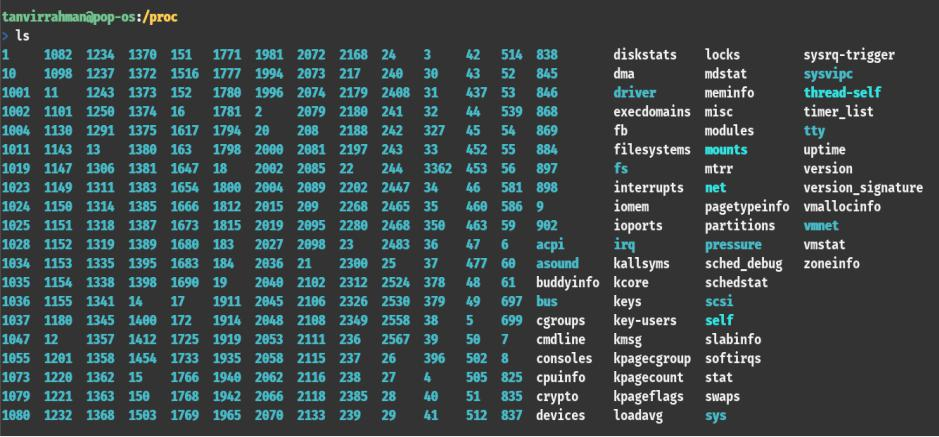 tanvirrahman@pop-os:/proc
> ls
1 1082 1234 1370 151 1771 1981 2072 2168 24 3 42 514 838 diskstats locks sysrq-trigger
10 1098 1237 1372 1516 1777 1994 2073 217 240 30 43 52 845 dma mdstat sysvipc
1001 11 1243 1373 152 1780 1996 2074 2179 2408 31 437 53 846 driver meminfo thread-self
1002 1101 1250 1374 16 1781 2 2079 2180 241 32 44 539 868 execdomains misc timer_list
1004 1130 1291 1375 1617 1794 20 208 2188 242 327 45 54 869 fb modules tty
1011 1143 13 1380 163 1798 2000 2081 2197 243 33 452 55 884 filesystems mounts uptime
1019 1147 1306 1381 1647 18 2002 2085 22 244 3362 453 56 897 fs mtrr version
1023 1149 1311 1383 1654 1800 2004 2089 2202 2447 34 46 581 898 interrupts net version_signature
1024 1150 1314 1385 1666 1812 2015 209 2268 2465 35 460 586 9 iomem pagetypeinfo vmallocinfo
1025 1151 1318 1387 1673 1815 2019 2095 2280 2468 350 463 59 902 ioports partitions vmnet
1028 1152 1319 1389 1680 183 2027 2098 23 2483 36 47 6 acpi irq pressure vmstat
1034 1153 1335 1395 1683 184 2036 21 2300 25 37 477 60 asound kallsyms sched_debug zoneinfo
1035 1154 1338 1398 1690 19 2040 2102 2312 2524 378 48 61 buddyinfo kcore schedstat
1036 1155 1341 14 17 1911 2045 2106 2326 2530 379 49 697 bus keys scsi
1037 1180 1345 1400 172 1914 2048 2108 2349 2558 38 5 699 cgroups key-users self
1047 12 1357 1412 1725 1919 2053 2111 236 2567 39 50 7 cmdline kmsg slabinfo
1055 1201 1358 1454 1733 1935 2058 2115 237 26 396 502 8 consoles kpagecgroup softirqs
1073 1220 1362 15 1766 1940 2062 2116 238 27 4 505 825 cpuinfo kpagecount stat
1079 1221 1363 150 1768 1942 2066 2118 2385 28 40 51 835 crypto kpageflags swaps
1080 1232 1368 1503 1769 1965 2070 2133 239 29 41 512 837 devices loadavg sys